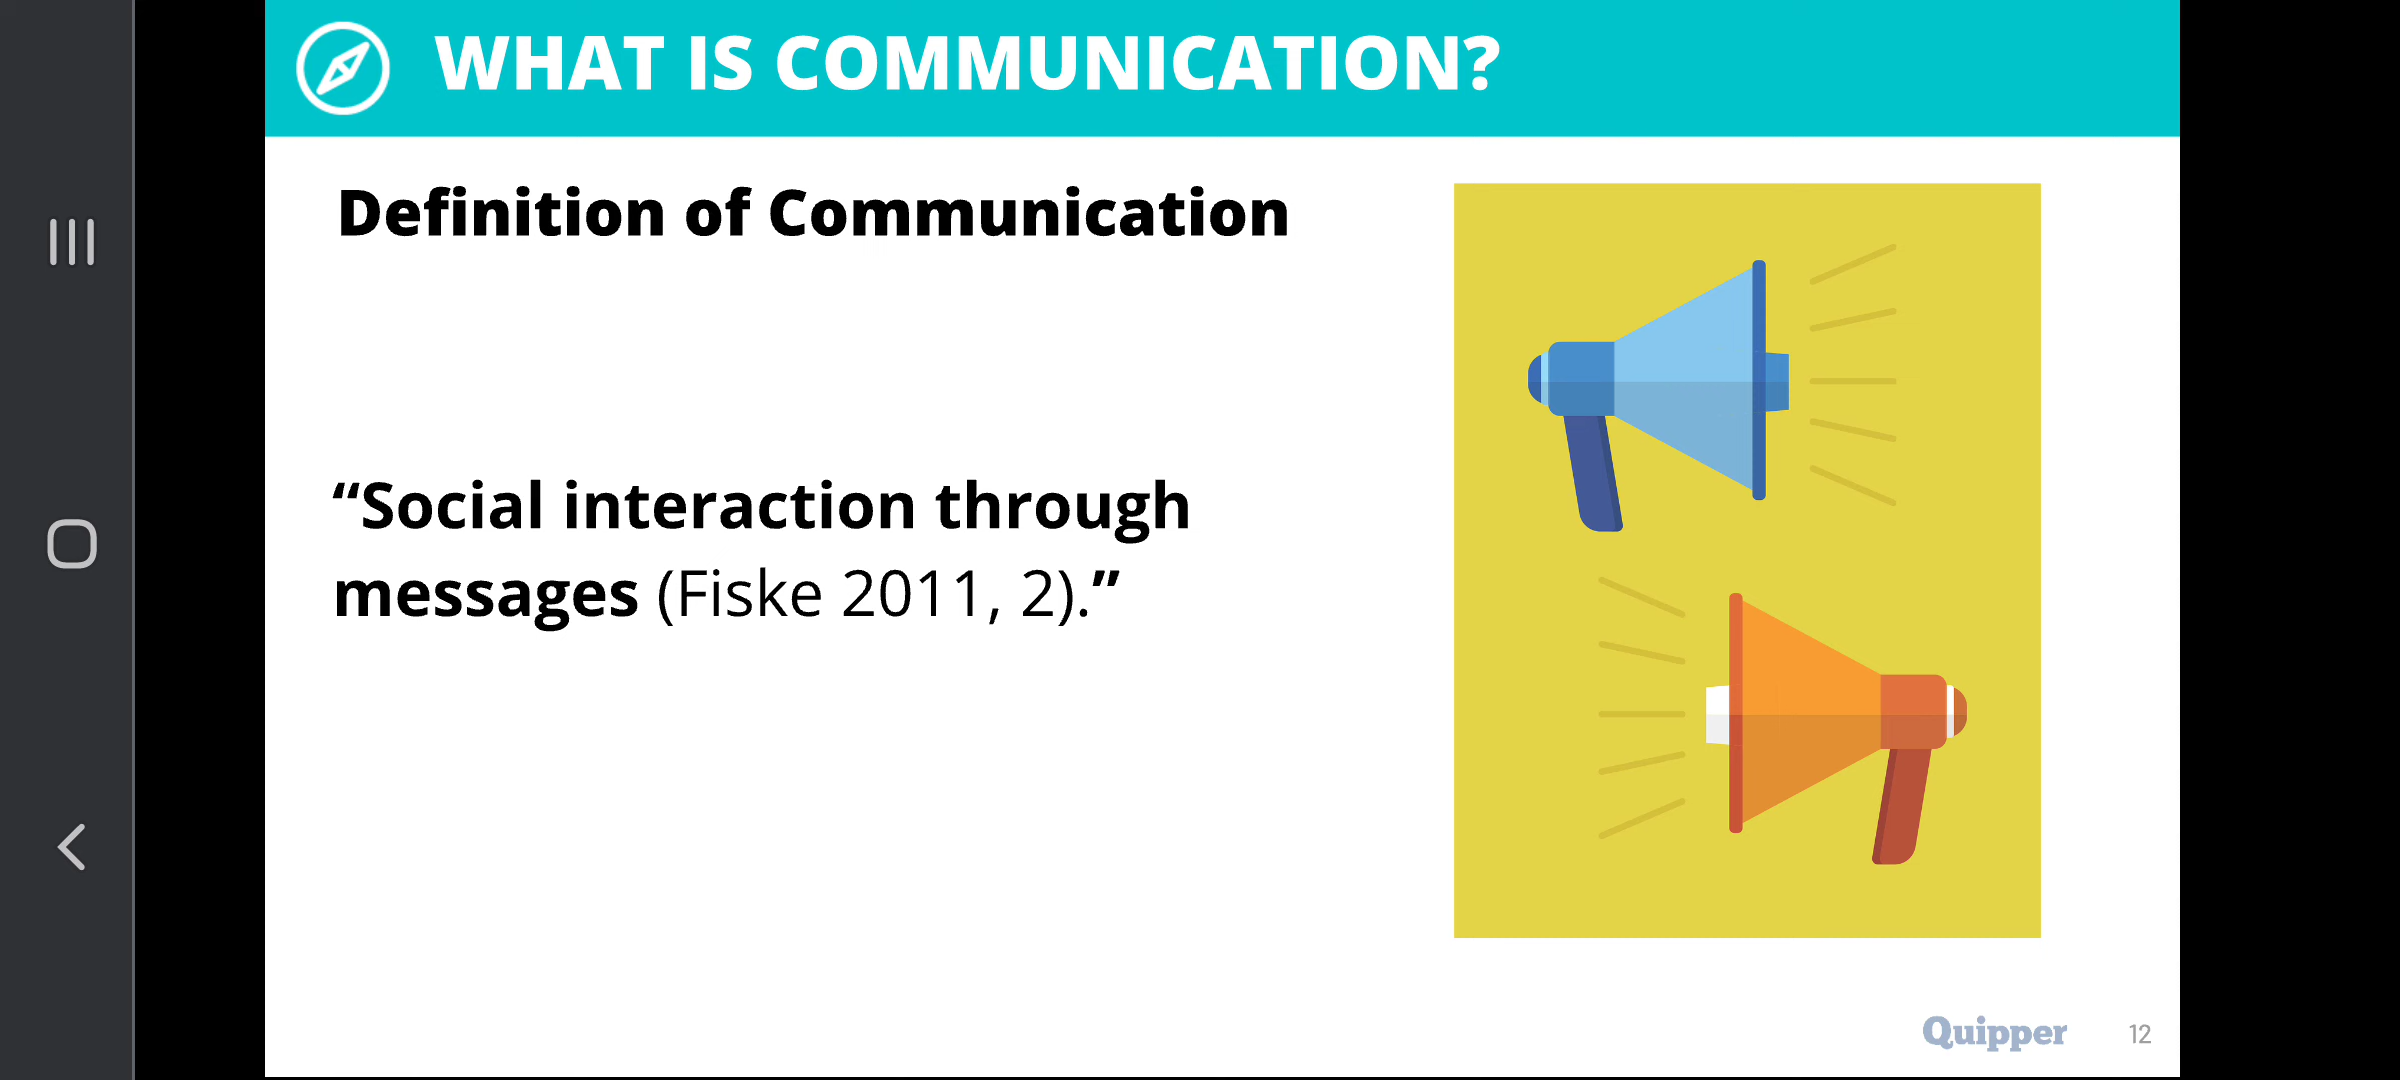 WHAT IS COMMUNICATION?
Definition of Communication
“Social interaction through
messages (Fiske 2011, 2).”
Quipper
12